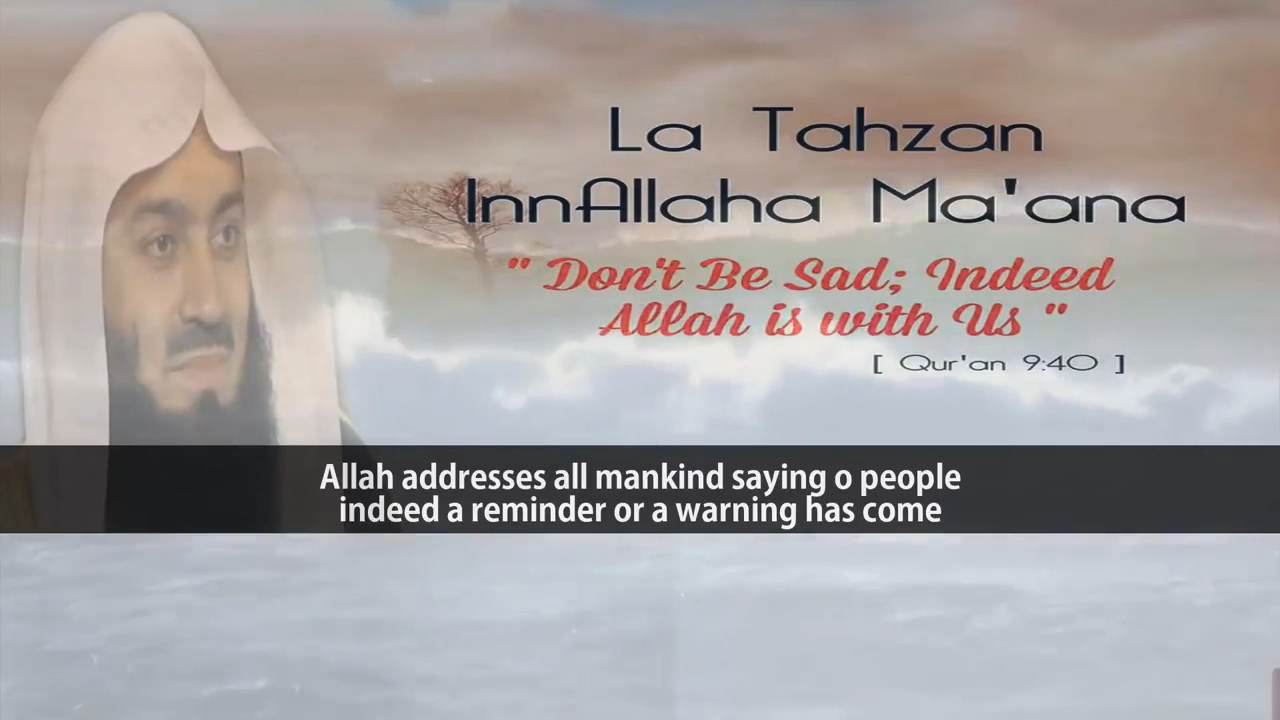 La Tahzan
InnAllaha Ma'ana
" Don't Be Sad; Indeed
Allah is with Us "
[ Qur'an 9:40 ]
Allah addresses all mankind saying o people
indeed a reminder or a warning has come